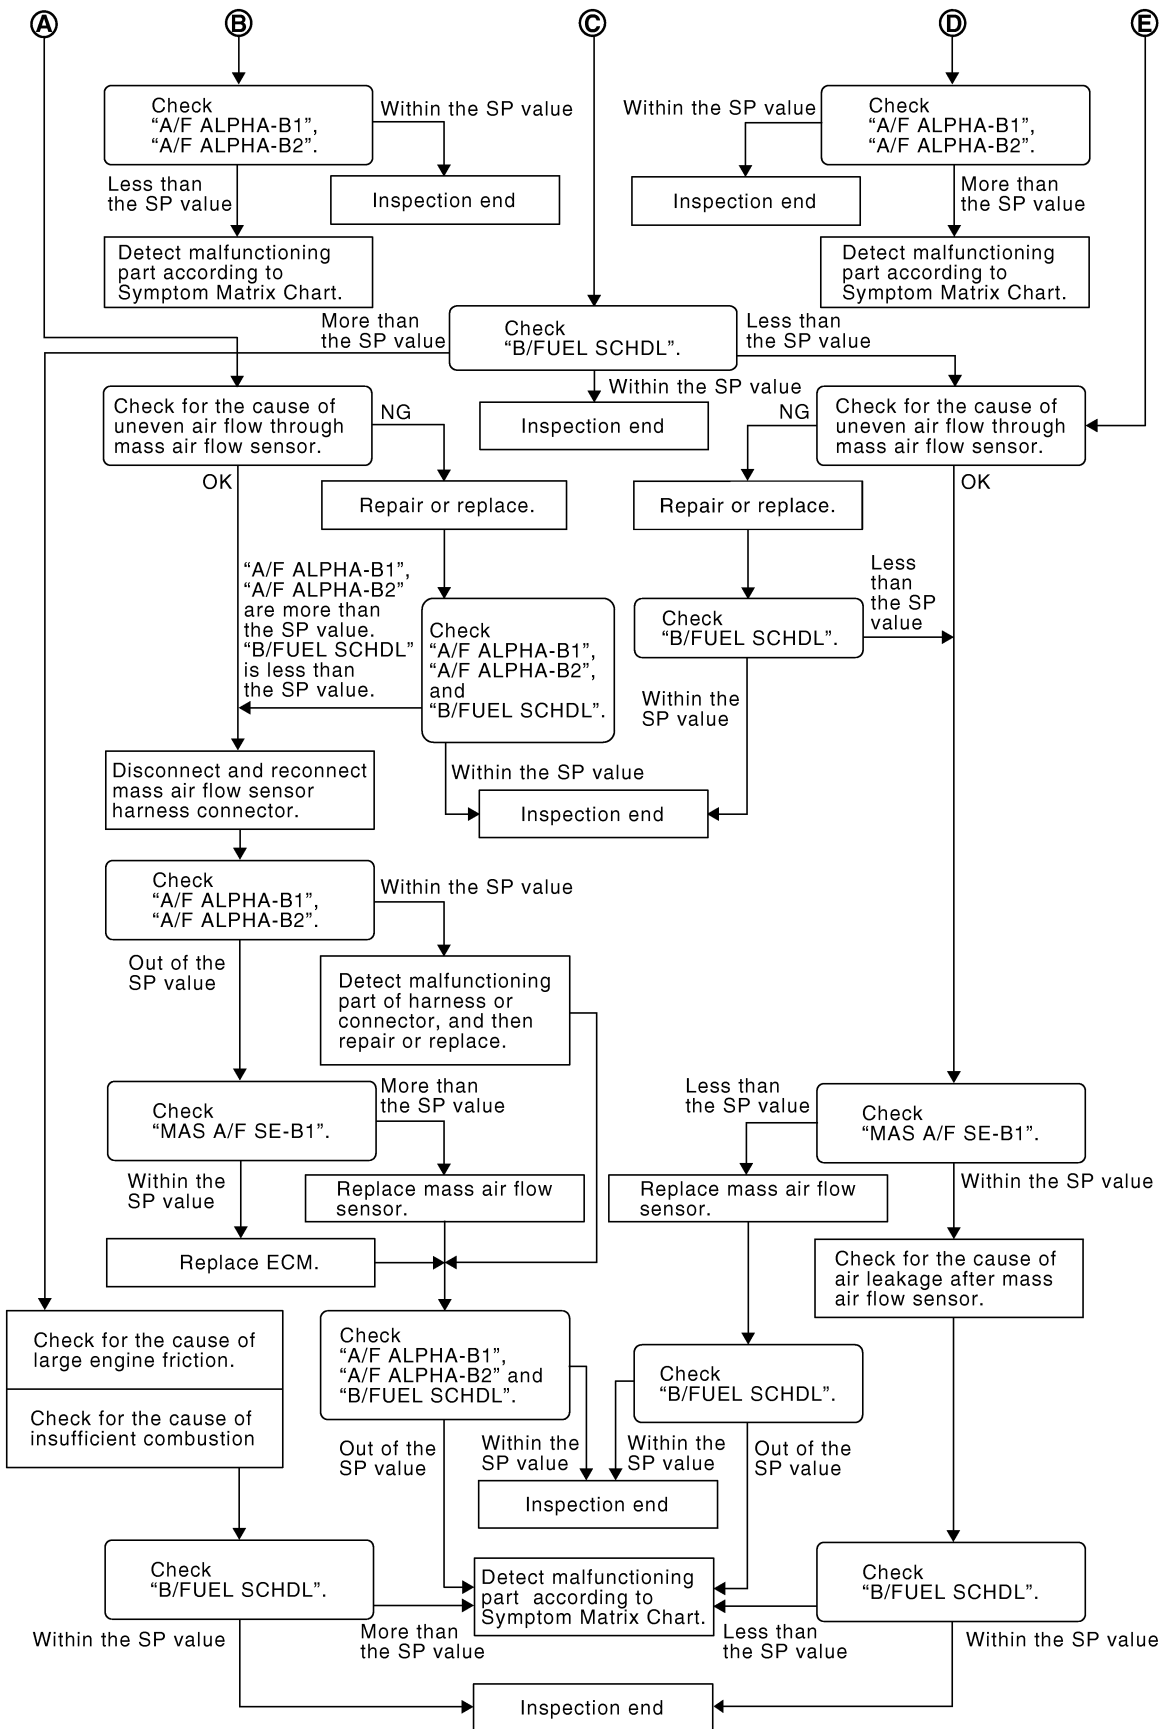 A
B
C
D
E
Check
“A/F ALPHA-B1”,
“A/F ALPHA-B2”.
Within the SP value
Within the SP value
Check
“A/F ALPHA-B1”,
“A/F ALPHA-B2”.
Less than
the SP value
Inspection end
Inspection end
More than
the SP value
Detect malfunctioning
part according to
Symptom Matrix Chart.
Detect malfunctioning
part according to
Symptom Matrix Chart.
More than
the SP value
Check
“B/FUEL SCHDL”.
Less than
the SP value
Within the SP value
Check for the cause of
uneven air flow through
mass air flow sensor.
NG
Inspection end
NG
Check for the cause of
uneven air flow through
mass air flow sensor.
OK
OK
Repair or replace.
Repair or replace.
“A/F ALPHA-B1”,
“A/F ALPHA-B2”
are more than
the SP value.
“B/FUEL SCHDL”
is less than
the SP value.
Check
“A/F ALPHA-B1”,
“A/F ALPHA-B2”,
and
“B/FUEL SCHDL”.
Check
“B/FUEL SCHDL”.
Less
than
the SP
value
Within the
SP value
Within the SP value
Disconnect and reconnect
mass air flow sensor
harness connector.
Inspection end
Check
“A/F ALPHA-B1”,
“A/F ALPHA-B2”.
Within the SP value
Out of the
SP value
Detect malfunctioning
part of harness or
connector, and then
repair or replace.
Check
“MAS A/F SE-B1”.
More than
the SP value
Less than
the SP value
Check
“MAS A/F SE-B1”.
Within the
SP value
Replace mass air flow
sensor.
Replace mass air flow
sensor.
Within the SP value
Replace ECM.
Check for the cause of
air leakage after mass
air flow sensor.
Check for the cause of
large engine friction.
Check for the cause of
insufficient combustion
Check
“A/F ALPHA-B1”,
“A/F ALPHA-B2” and
“B/FUEL SCHDL”.
Check
“B/FUEL SCHDL”.
Out of the
SP value
Within the
SP value
Within the
SP value
Out of the
SP value
Inspection end
Check
“B/FUEL SCHDL”.
Detect malfunctioning
part according to
Symptom Matrix Chart.
Check
“B/FUEL SCHDL”.
Within the SP value
More than
the SP value
Less than
the SP value
Within the SP value
Inspection end